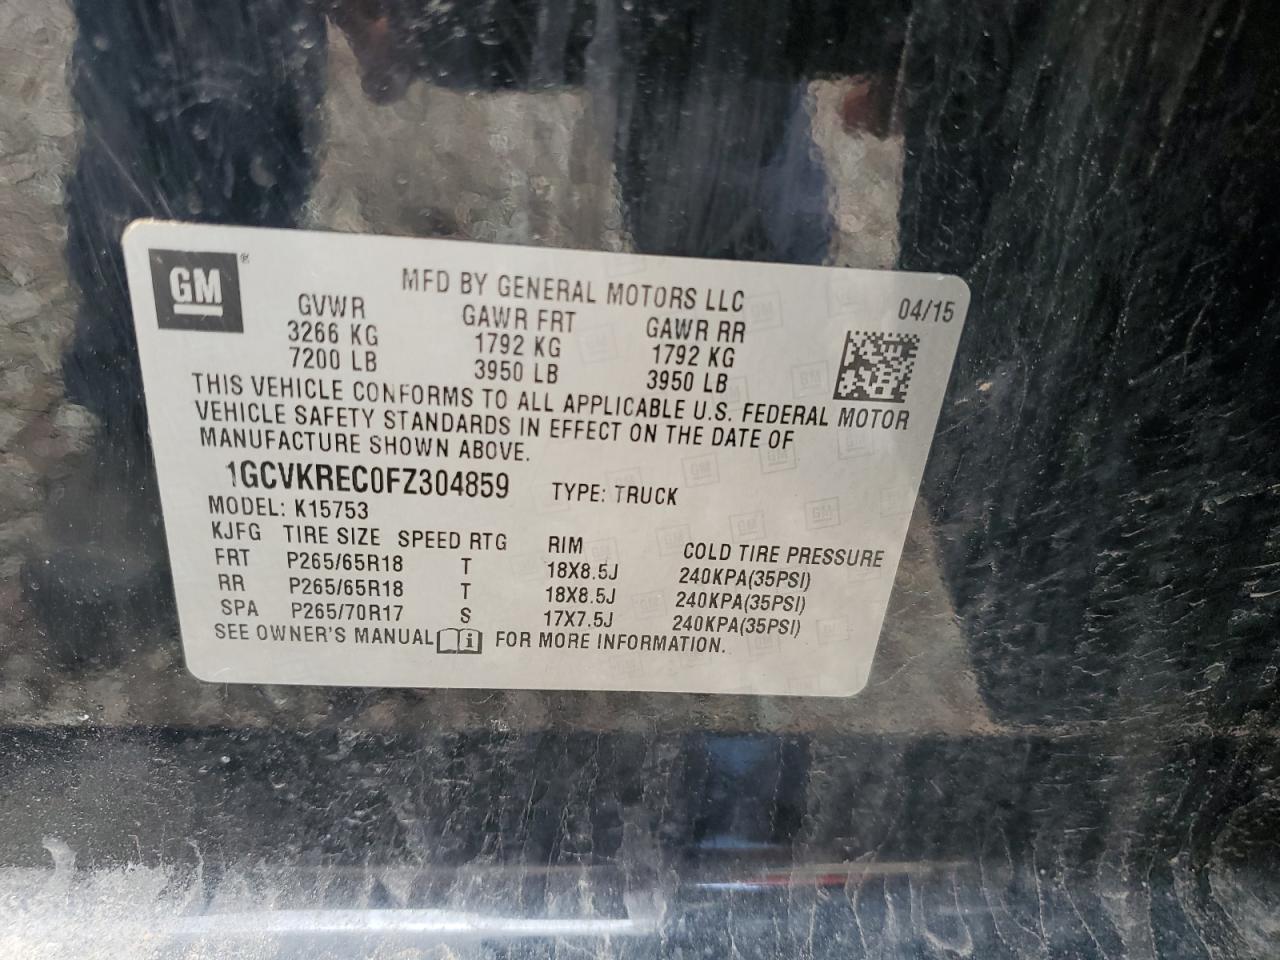 GM®
MFD BY GENERAL MOTORS LLC
04/15
GVWR GAWR FRT GAWR RR
3266 KG 1792 KG 1792 KG
7200 LB 3950 LB 3950 LB
THIS VEHICLE CONFORMS TO ALL APPLICABLE U.S. FEDERAL MOTOR
VEHICLE SAFETY STANDARDS IN EFFECT ON THE DATE OF
MANUFACTURE SHOWN ABOVE.
1GCVKREC0FZ304859 TYPE: TRUCK
MODEL: K15753
KJFG TIRE SIZE SPEED RTG RIM COLD TIRE PRESSURE
FRT P265/65R18 T 18X8.5J 240KPA(35PSI)
RR P265/65R18 T 18X8.5J 240KPA(35PSI)
SPA P265/70R17 S 17X7.5J 240KPA(35PSI)
SEE OWNER'S MANUAL i FOR MORE INFORMATION.